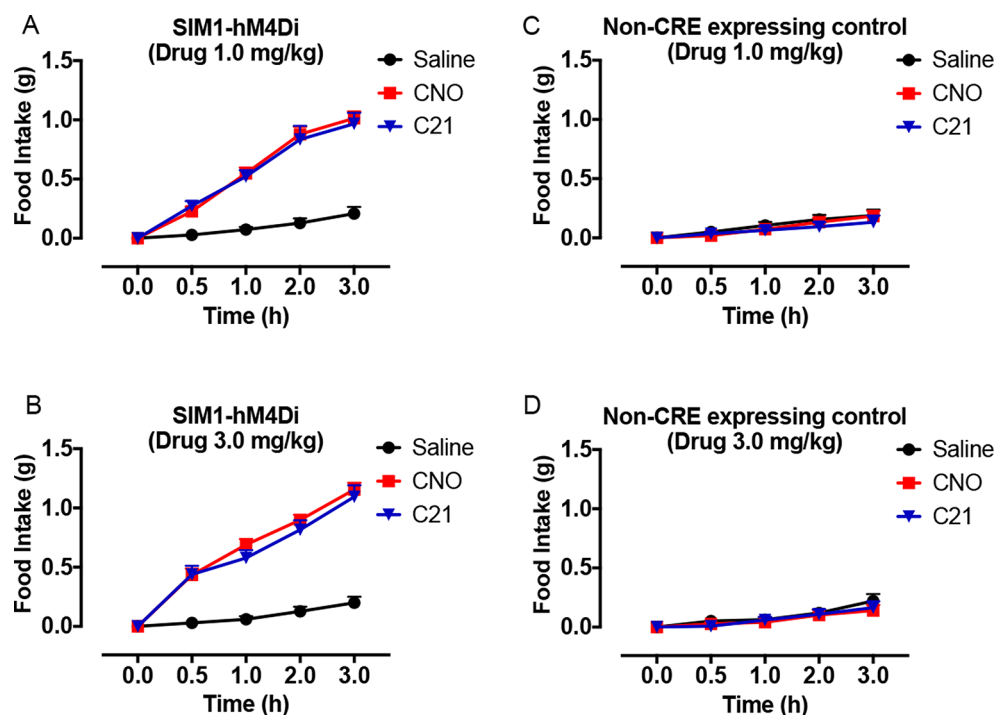 A
SIM1-hM4Di
(Drug 1.0 mg/kg)
Saline
CNO
C21
Food Intake (g)
1.5
1.0
0.5
0.0
0.0 0.5 1.0 2.0 3.0
Time (h)
C
Non-CRE expressing control
(Drug 1.0 mg/kg)
Saline
CNO
C21
Food Intake (g)
1.5
1.0
0.5
0.0
0.0 0.5 1.0 2.0 3.0
Time (h)
B
SIM1-hM4Di
(Drug 3.0 mg/kg)
Saline
CNO
C21
Food Intake (g)
1.5
1.0
0.5
0.0
0.0 0.5 1.0 2.0 3.0
Time (h)
D
Non-CRE expressing control
(Drug 3.0 mg/kg)
Saline
CNO
C21
Food Intake (g)
1.5
1.0
0.5
0.0
0.0 0.5 1.0 2.0 3.0
Time (h)